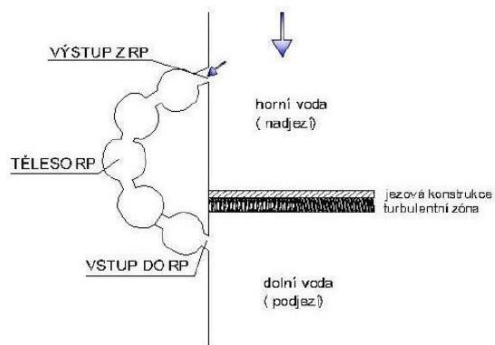 VÝSTUP Z RP
horní voda
( nadjezí)
TĚLESO RP
jezová konstrukce
turbulentní zóna
VSTUP DO RP
dolní voda
( podjezí)